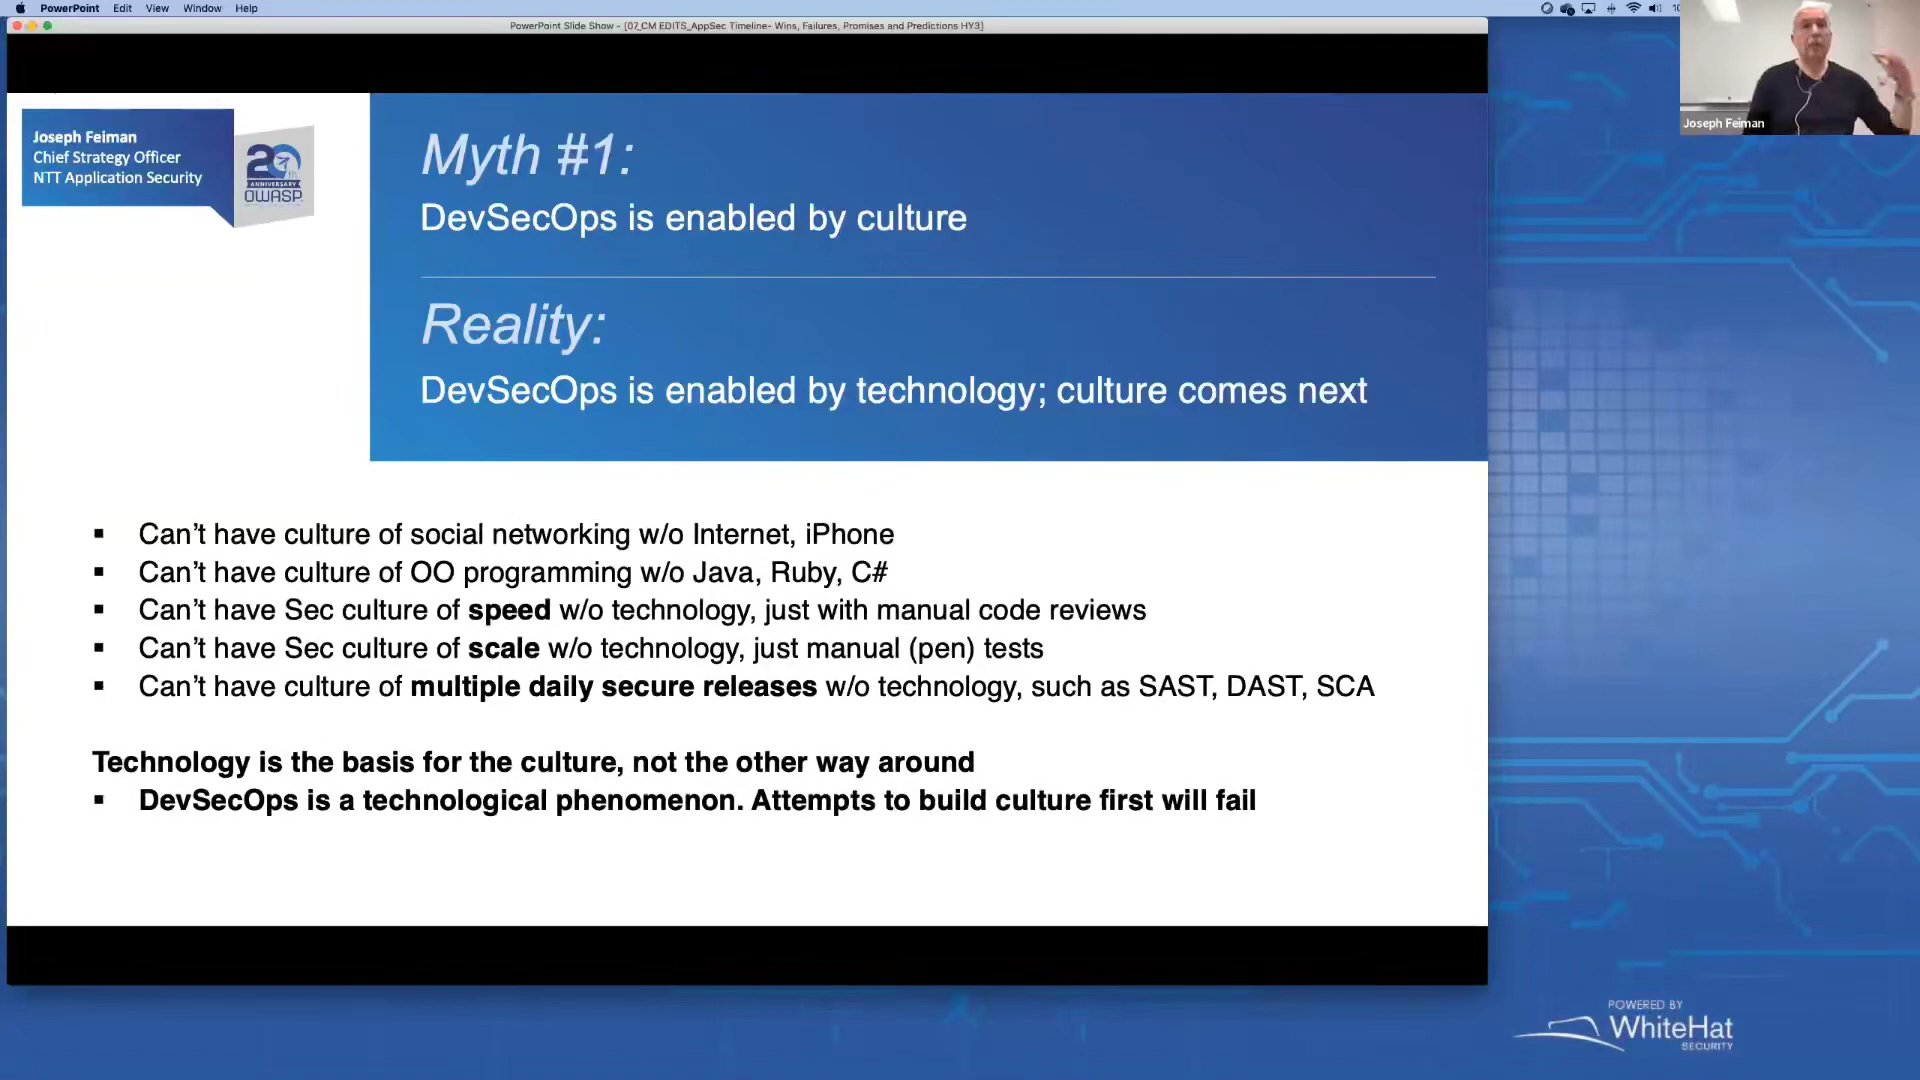 PowerPoint Edit View Window Help
PowerPoint Slide Show - [07_CM EDITS_AppSec Timeline- Wins, Failures, Promises and Predictions HY3]
Joseph Feiman
Chief Strategy Officer
NTT Application Security
20th
ANNIVERSARY
OWASP
Myth #1:
DevSecOps is enabled by culture
Reality:
DevSecOps is enabled by technology; culture comes next
Joseph Feiman
▪ Can’t have culture of social networking w/o Internet, iPhone
▪ Can’t have culture of OO programming w/o Java, Ruby, C#
▪ Can’t have Sec culture of speed w/o technology, just with manual code reviews
▪ Can’t have Sec culture of scale w/o technology, just manual (pen) tests
▪ Can’t have culture of multiple daily secure releases w/o technology, such as SAST, DAST, SCA
Technology is the basis for the culture, not the other way around
▪ DevSecOps is a technological phenomenon. Attempts to build culture first will fail
POWERED BY
WhiteHat
SECURITY